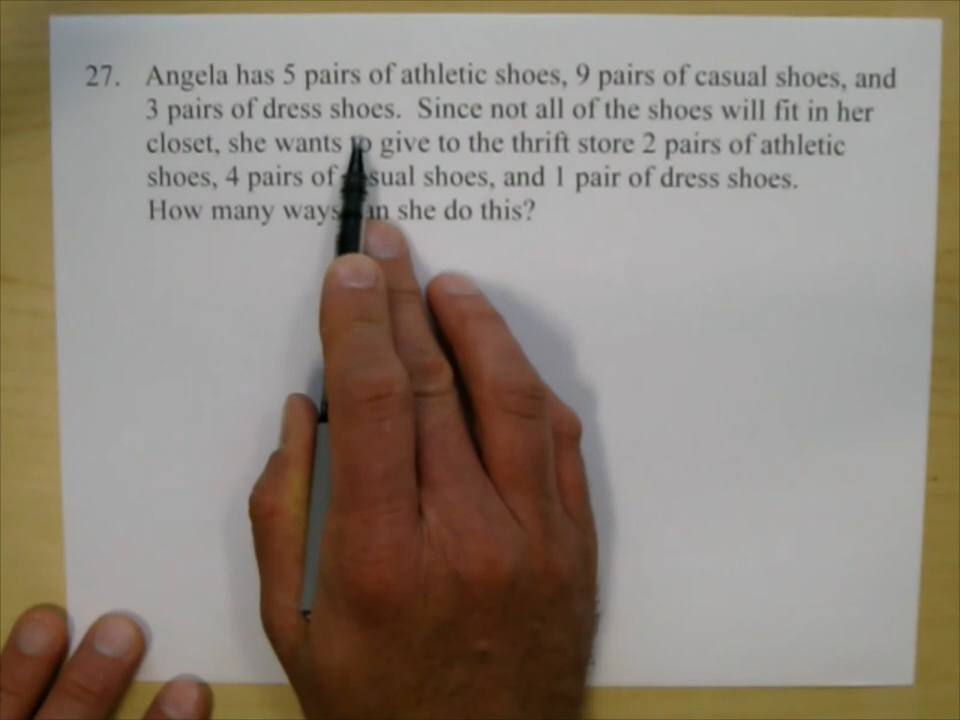 27. Angela has 5 pairs of athletic shoes, 9 pairs of casual shoes, and
3 pairs of dress shoes. Since not all of the shoes will fit in her
closet, she wants to give to the thrift store 2 pairs of athletic
shoes, 4 pairs of casual shoes, and 1 pair of dress shoes.
How many ways can she do this?